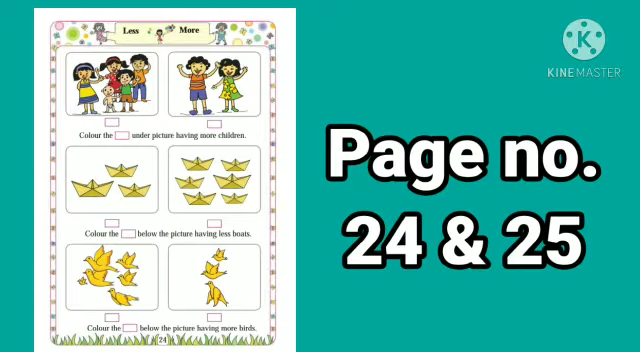 Less More
Colour the under picture having more children.
Colour the below the picture having less boats.
Colour the below the picture having more birds.
24
K
KINEMASTER
Page no.
24 & 25